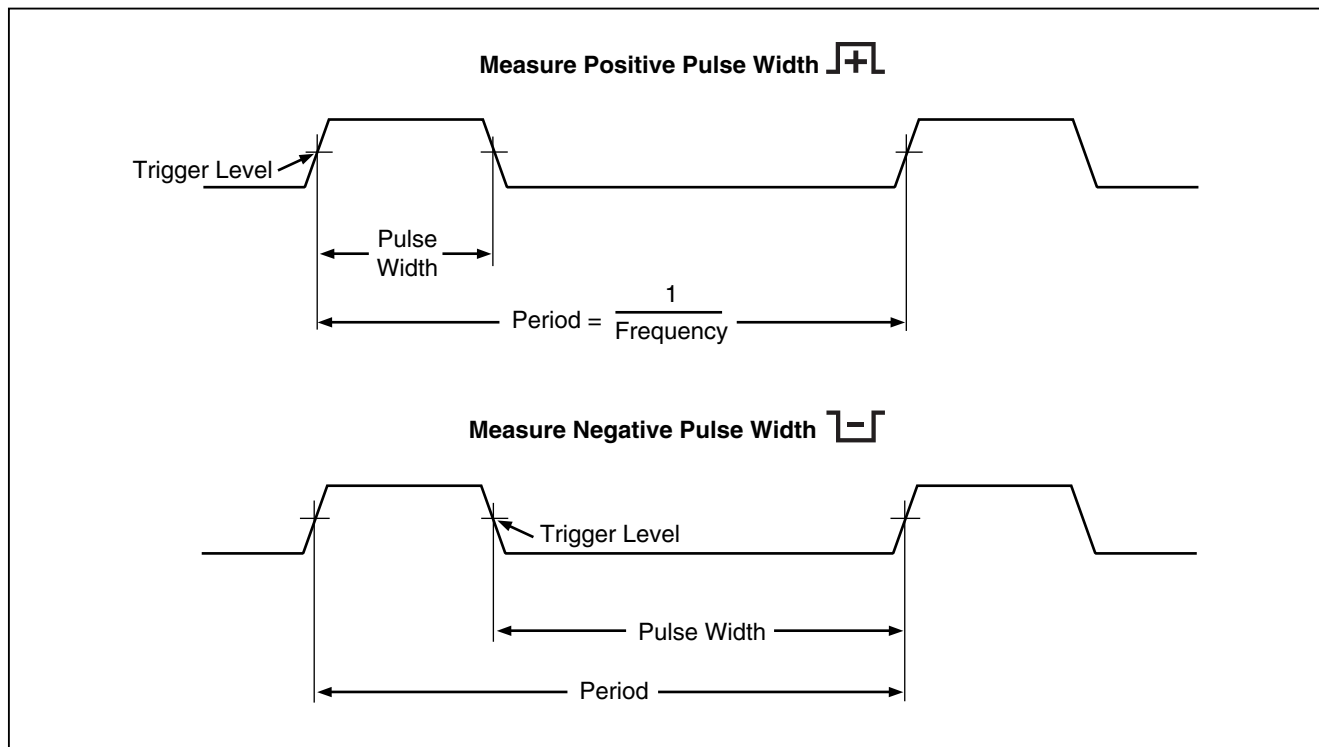 Measure Positive Pulse Width +
Trigger Level
Pulse
Width
Period = 1
Frequency
Measure Negative Pulse Width -
Trigger Level
Pulse Width
Period